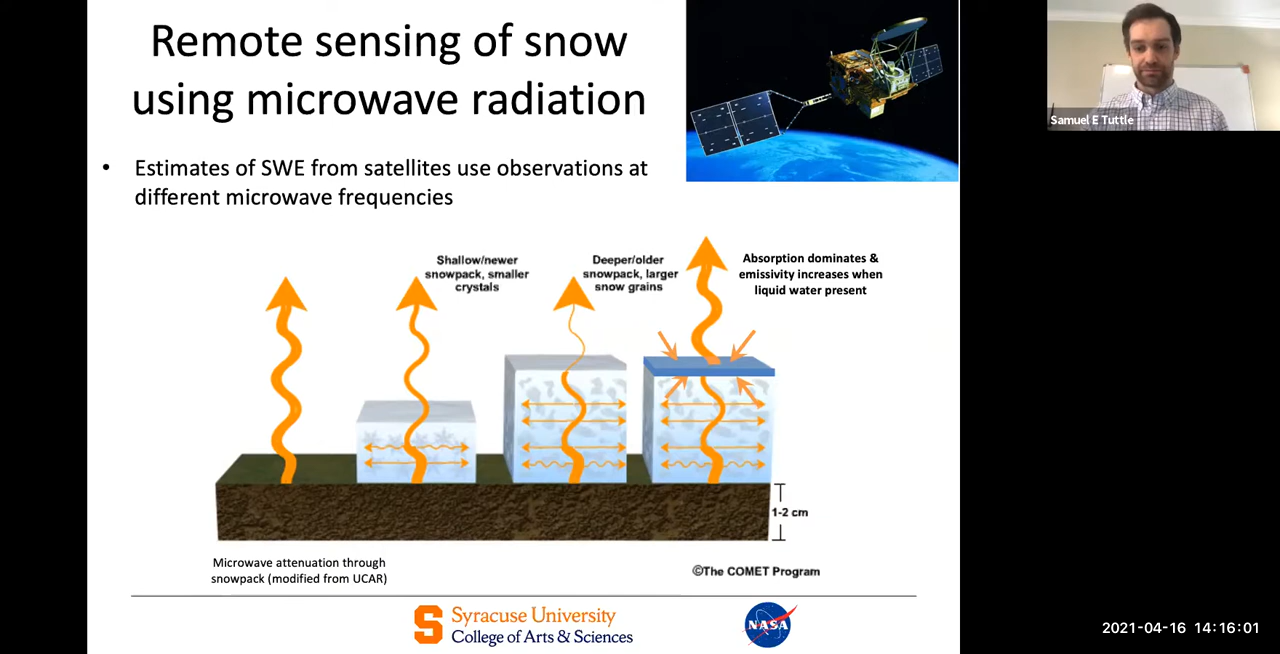 Remote sensing of snow
using microwave radiation
Samuel E Tuttle
• Estimates of SWE from satellites use observations at
different microwave frequencies
Shallow/newer
snowpack, smaller
crystals
Deeper/older
snowpack, larger
snow grains
Absorption dominates &
emissivity increases when
liquid water present
1-2 cm
Microwave attenuation through
snowpack (modified from UCAR)
©The COMET Program
S Syracuse University
College of Arts & Sciences
NASA
2021-04-16 14:16:01